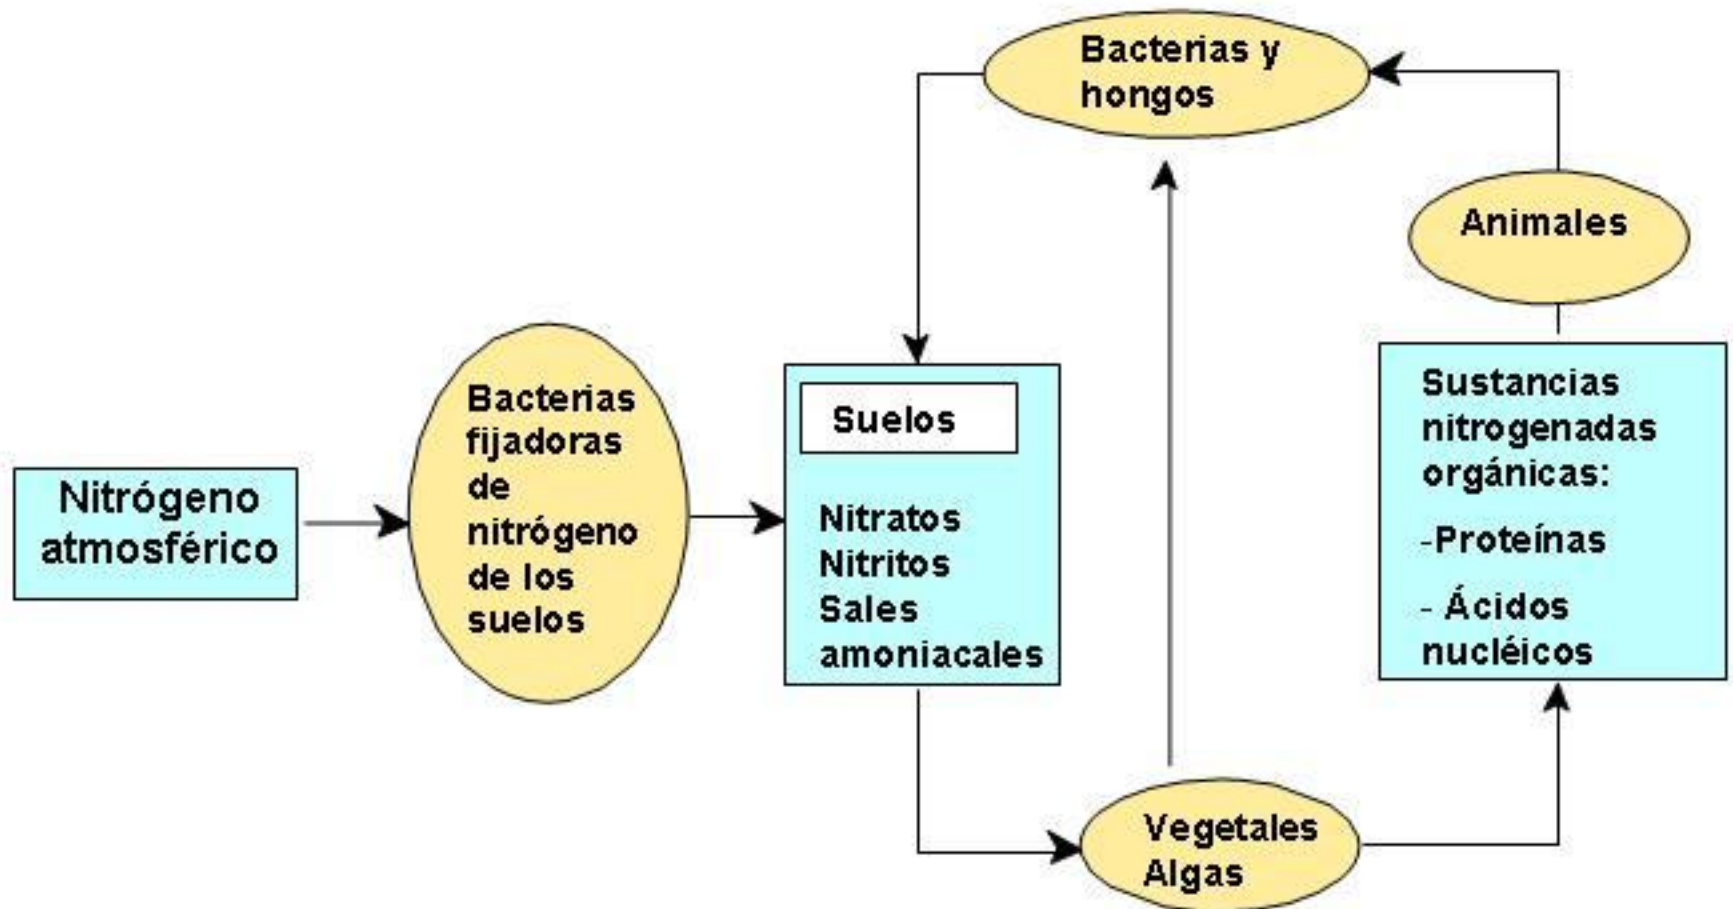 Nitrógeno
atmosférico
Bacterias
fijadoras
de
nitrógeno
de los
suelos
Suelos
Nitratos
Nitritos
Sales
amoniacales
Bacterias y
hongos
Vegetales
Algas
Animales
Sustancias
nitrogenadas
orgánicas:
-Proteínas
- Ácidos
nucléicos